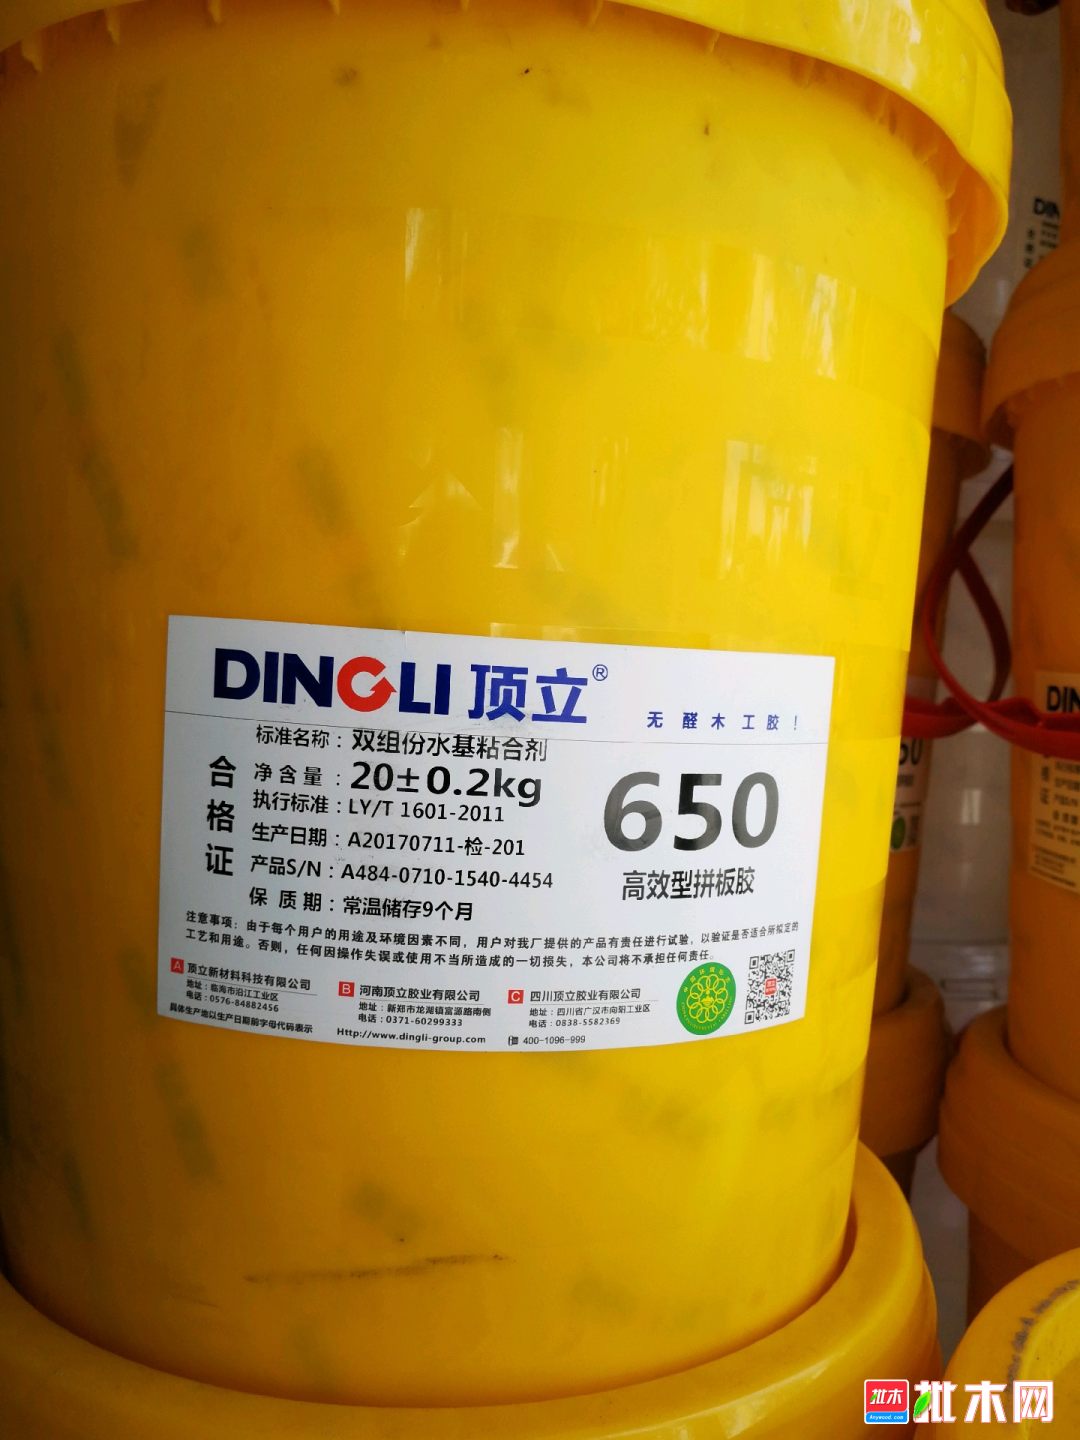 DINGLI 顶立®
无醛木工胶！
合格证
标准名称：双组份水基粘合剂
净含量：20±0.2kg
执行标准：LY/T 1601-2011
生产日期：A20170711-检-201
产品S/N：A484-0710-1540-4454
保质期：常温储存9个月
650
高效型拼板胶
注意事项：由于每个用户的用途及环境因素不同，用户对我厂提供的产品有责任进行试验，以验证是否适合所拟定的
工艺和用途。否则，任何因操作失误或使用不当所造成的一切损失，本公司将不承担任何责任。
A 顶立新材料科技有限公司
地址：临海市沿江工业区
电话：0576-84882456
具体生产地以生产日期前字母代码表示
B 河南顶立胶业有限公司
地址：新郑市龙湖镇富源路南侧
电话：0371-60299333
Http://www.dingli-group.com
C 四川顶立胶业有限公司
地址：四川省广汉市向阳工业区
电话：0838-5582369
400-1096-999
DIN
DIN
50
批木
Anywood.com
批木网